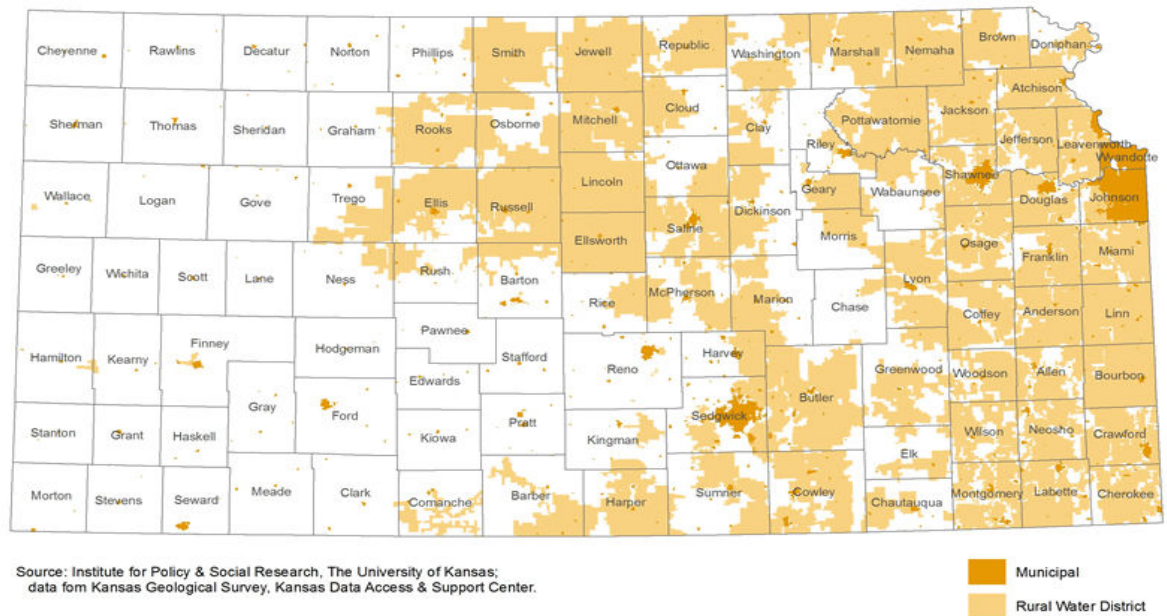 Cheyenne
Rawlins
Decatur
Norton
Phillips
Smith
Jewell
Republic
Washington
Marshall
Nemaha
Brown
Doniphan
Sherman
Thomas
Sheridan
Graham
Rooks
Osborne
Mitchell
Cloud
Clay
Riley
Pottawatomie
Jackson
Atchison
Jefferson
Leavenworth
Wyandotte
Wallace
Logan
Gove
Trego
Ellis
Russell
Lincoln
Ottawa
Dickinson
Geary
Wabaunsee
Shawnee
Douglas
Johnson
Greeley
Wichita
Scott
Lane
Ness
Rush
Barton
Ellsworth
Saline
Morris
Osage
Franklin
Miami
Rice
McPherson
Marion
Chase
Lyon
Coffey
Anderson
Linn
Hamilton
Kearny
Finney
Hodgeman
Pawnee
Stafford
Reno
Harvey
Butler
Greenwood
Woodson
Allen
Bourbon
Gray
Ford
Edwards
Kiowa
Pratt
Kingman
Sedgwick
Elk
Wilson
Neosho
Crawford
Stanton
Grant
Haskell
Morton
Stevens
Seward
Meade
Clark
Comanche
Barber
Harper
Sumner
Cowley
Chautauqua
Montgomery
Labette
Cherokee
Source: Institute for Policy & Social Research, The University of Kansas;
data fom Kansas Geological Survey, Kansas Data Access & Support Center.
Municipal
Rural Water District